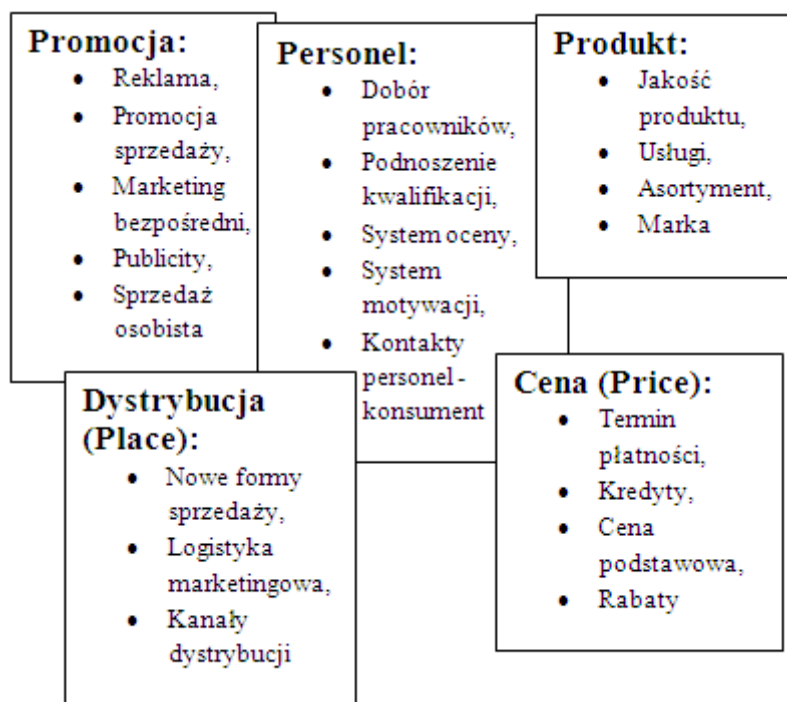 Promocja:
• Reklama,
• Promocja
sprzedaży,
• Marketing
bezpośredni,
• Publicity,
• Sprzedaż
osobista
Personel:
• Dobór
pracowników,
• Podnoszenie
kwalifikacji,
• System oceny,
• System
motywacji,
• Kontakty
personel -
konsument
Produkt:
• Jakość
produktu,
• Usługi,
• Asortyment,
• Marka
Dystrybucja
(Place):
• Nowe formy
sprzedaży,
• Logistyka
marketingowa,
• Kanały
dystrybucji
Cena (Price):
• Termin
płatności,
• Kredyty,
• Cena
podstawowa,
• Rabaty